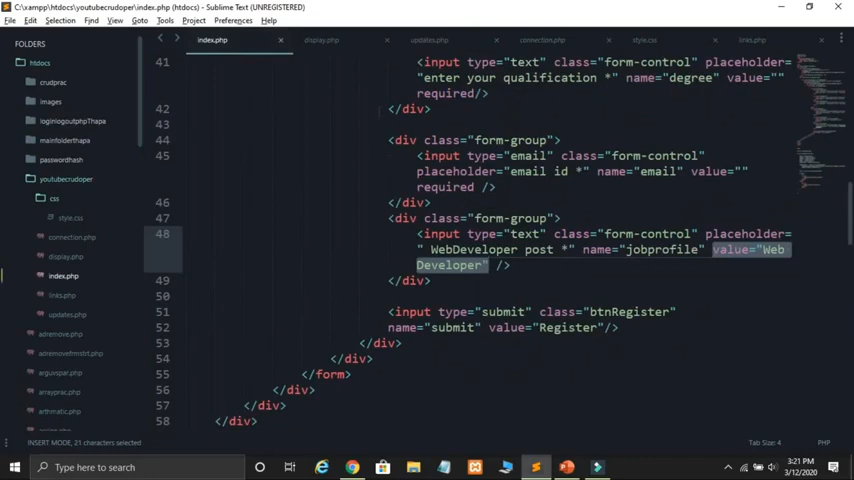 C:\xampp\htdocs\youtubecrudoper\index.php (htdocs) - Sublime Text (UNREGISTERED)
File Edit Selection Find View Goto Tools Project Preferences Help
FOLDERS
htdocs
crudprac
images
loginlogoutphpThapa
mainfolderthapa
passwordhash
youtubecrudoper
css
style.css
connection.php
display.php
index.php
links.php
updates.php
adremove.php
adremovefrmstrt.php
arguvspar.php
arrayprac.php
arthmatic.php
index.php display.php updates.php connection.php style.css links.php
41 <input type="text" class="form-control" placeholder=
"enter your qualification *" name="degree" value=""
required/>
42 </div>
43
44 <div class="form-group">
45 <input type="email" class="form-control"
placeholder="email id *" name="email" value=""
required />
46 </div>
47 <div class="form-group">
48 <input type="text" class="form-control" placeholder=
" WebDeveloper post *" name="jobprofile" value="Web
Developer" />
49 </div>
50
51 <input type="submit" class="btnRegister"
52 name="submit" value="Register"/>
53 </div>
54 </div>
55 </form>
56 </div>
57 </div>
58 </div>
INSERT MODE, 21 characters selected
Tab Size: 4 PHP
Type here to search
3:21 PM
3/12/2020